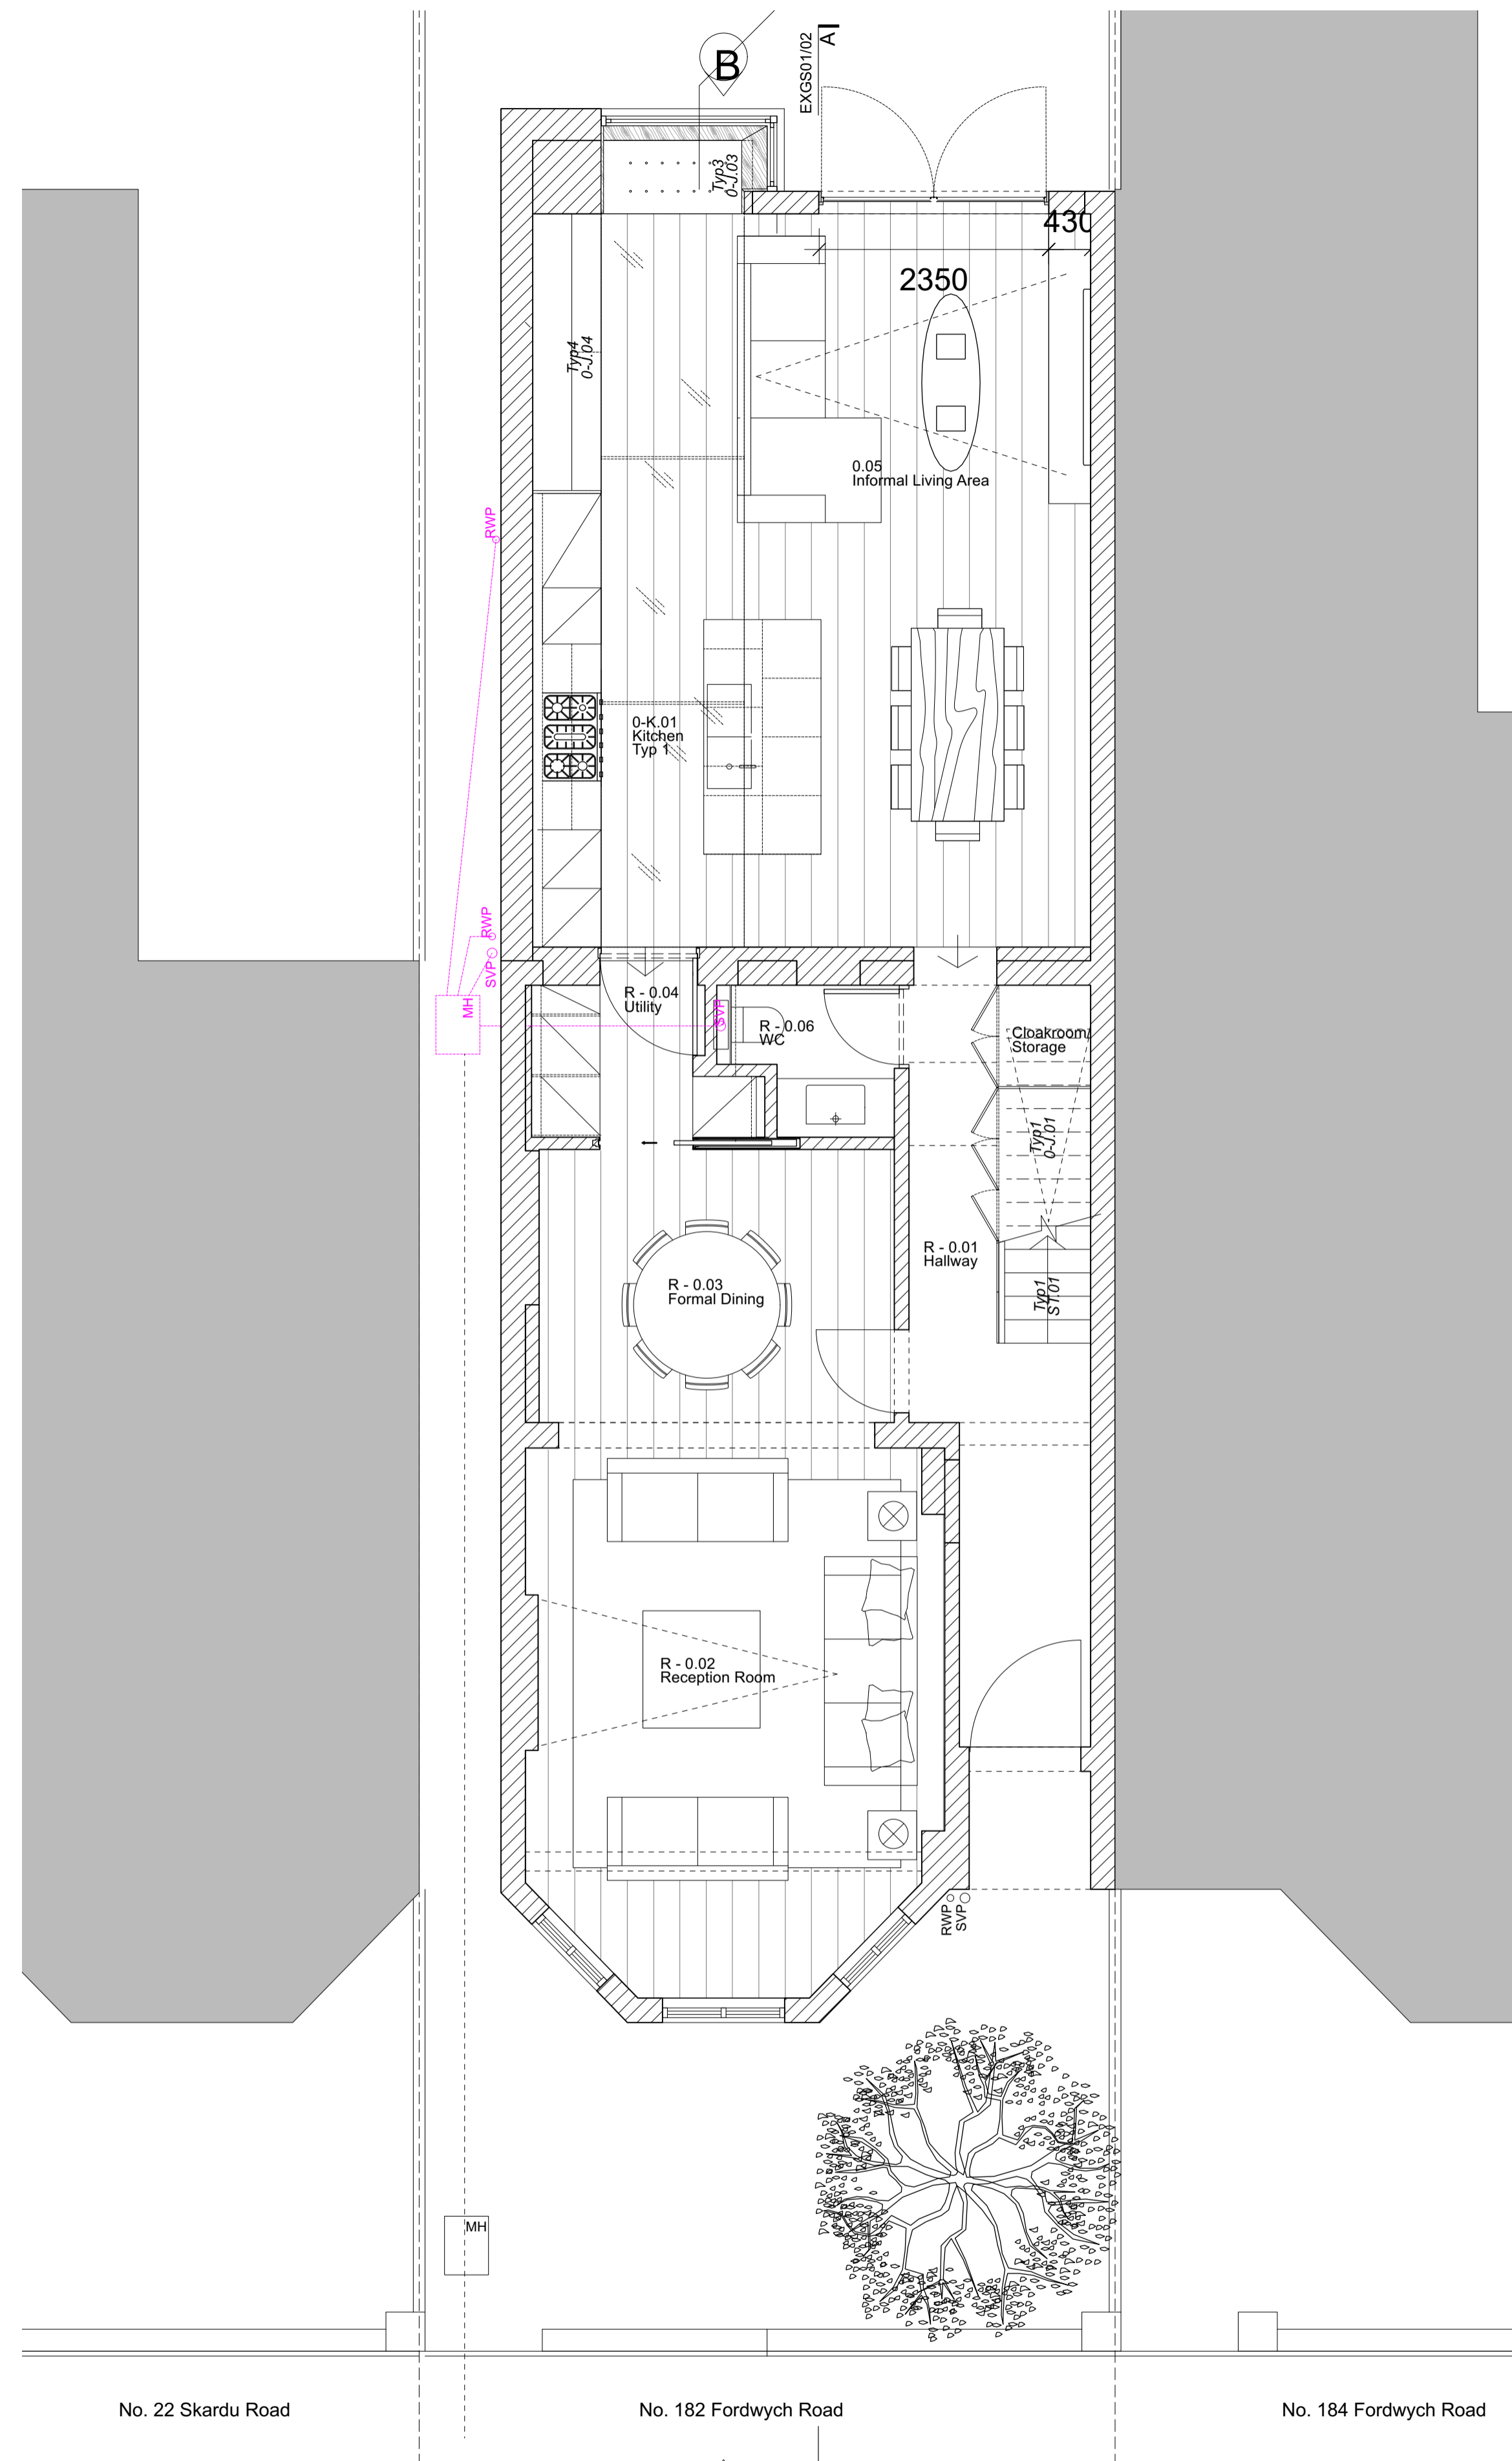 B
EXGS01/02
A
Typ3
0-J.03
430
2350
Typ4
0-J.04
0.05
Informal Living Area
RWP
0-K.01
Kitchen
Typ 1
RWP
SVP
MH
R - 0.04
Utility
SVP
R - 0.06
WC
Cloakroom/
Storage
Typ1
0-J.01
R - 0.01
Hallway
Typ1
ST.01
R - 0.03
Formal Dining
R - 0.02
Reception Room
RWP
SVP
MH
No. 22 Skardu Road
No. 182 Fordwych Road
No. 184 Fordwych Road